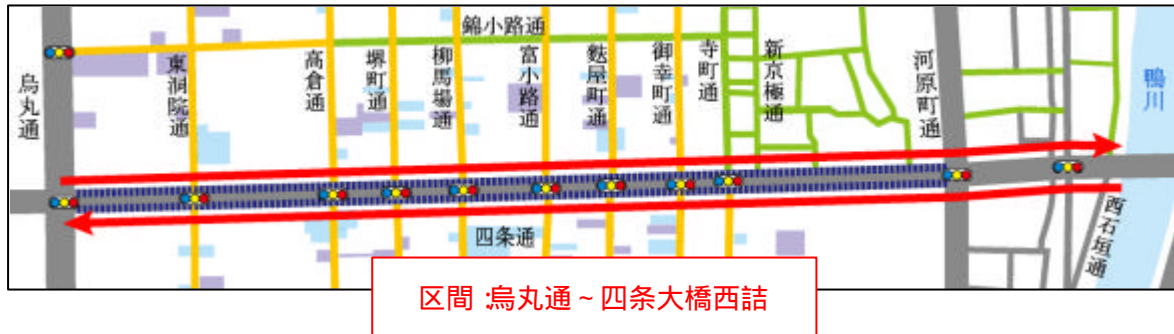 錦小路通
烏丸通
東洞院通
高倉通
堺町通
柳馬場通
富小路通
麩屋町通
御幸町通
寺町通
新京極通
河原町通
鴨川
四条通
西石垣通
区間:烏丸通~四条大橋西詰